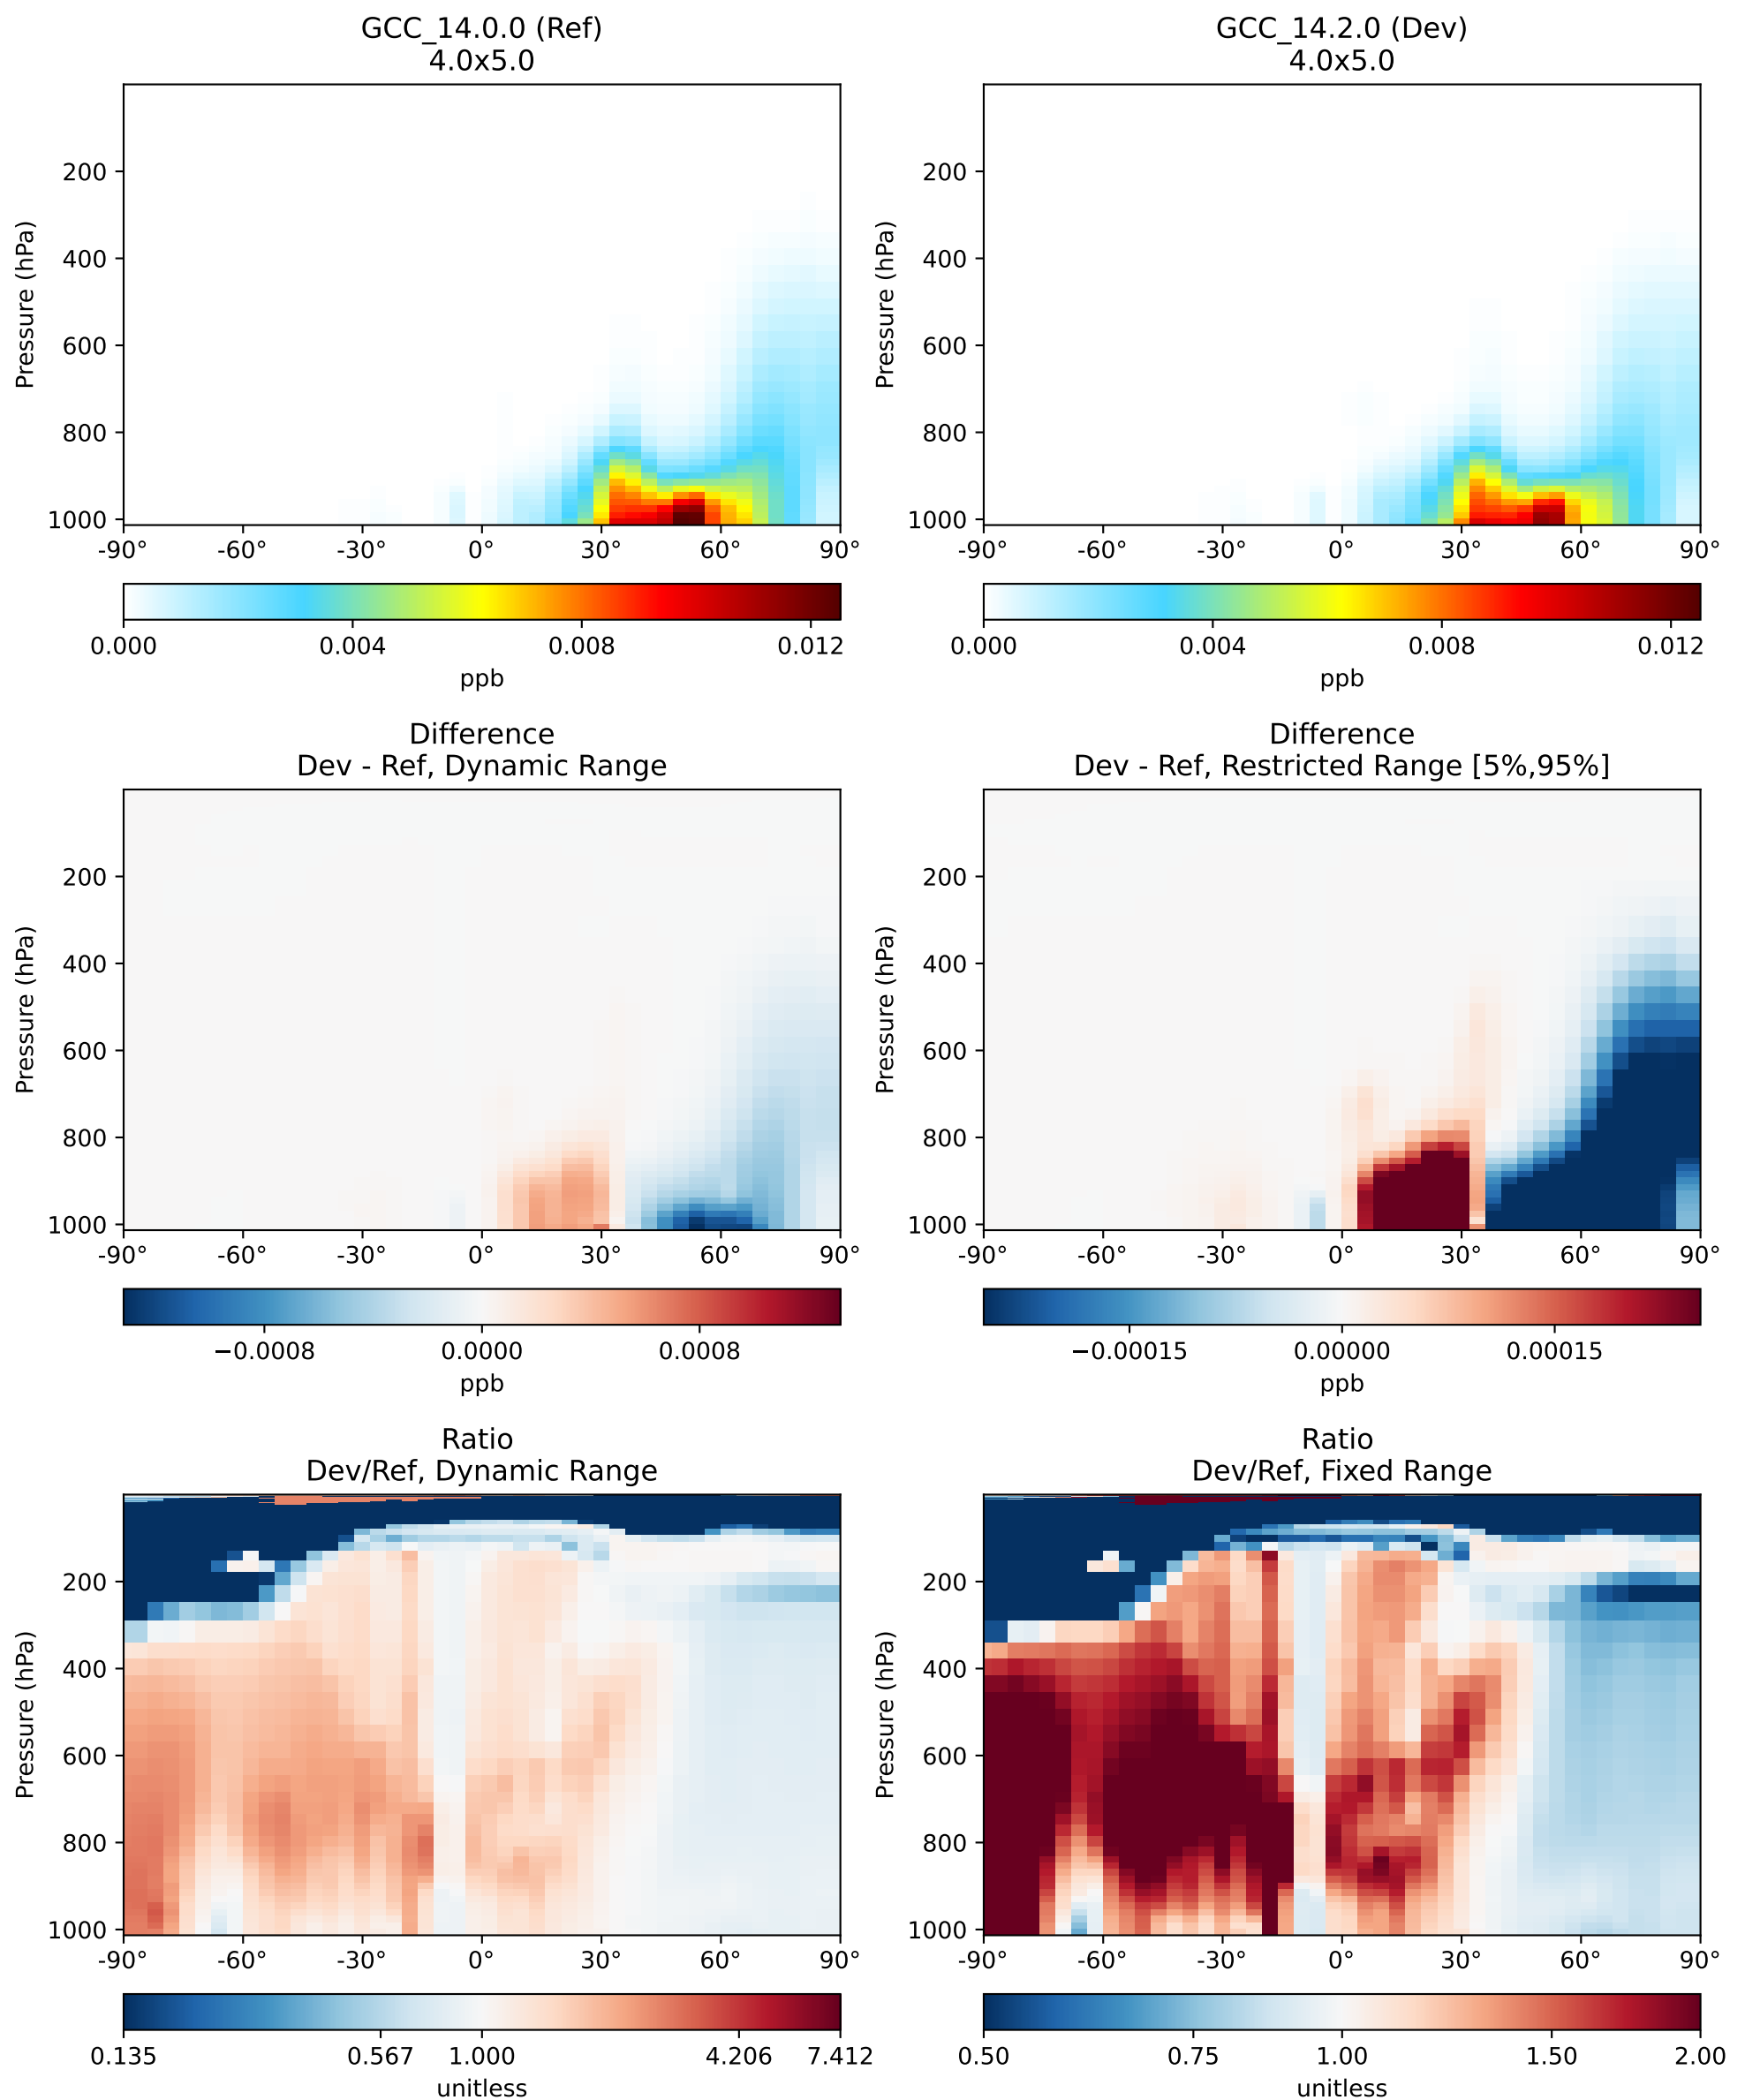 GCC_14.0.0 (Ref)
4.0x5.0
GCC_14.2.0 (Dev)
4.0x5.0
Pressure (hPa)
200
400
600
800
1000
-90° -60° -30° 0° 30° 60° 90°
0.000 0.004 0.008 0.012
ppb
Pressure (hPa)
200
400
600
800
1000
-90° -60° -30° 0° 30° 60° 90°
0.000 0.004 0.008 0.012
ppb
Difference
Dev - Ref, Dynamic Range
Difference
Dev - Ref, Restricted Range [5%,95%]
Pressure (hPa)
200
400
600
800
1000
-90° -60° -30° 0° 30° 60° 90°
−0.0008 0.0000 0.0008
ppb
Pressure (hPa)
200
400
600
800
1000
-90° -60° -30° 0° 30° 60° 90°
−0.00015 0.00000 0.00015
ppb
Ratio
Dev/Ref, Dynamic Range
Ratio
Dev/Ref, Fixed Range
Pressure (hPa)
200
400
600
800
1000
-90° -60° -30° 0° 30° 60° 90°
0.135 0.567 1.000 4.206 7.412
unitless
Pressure (hPa)
200
400
600
800
1000
-90° -60° -30° 0° 30° 60° 90°
0.50 0.75 1.00 1.50 2.00
unitless